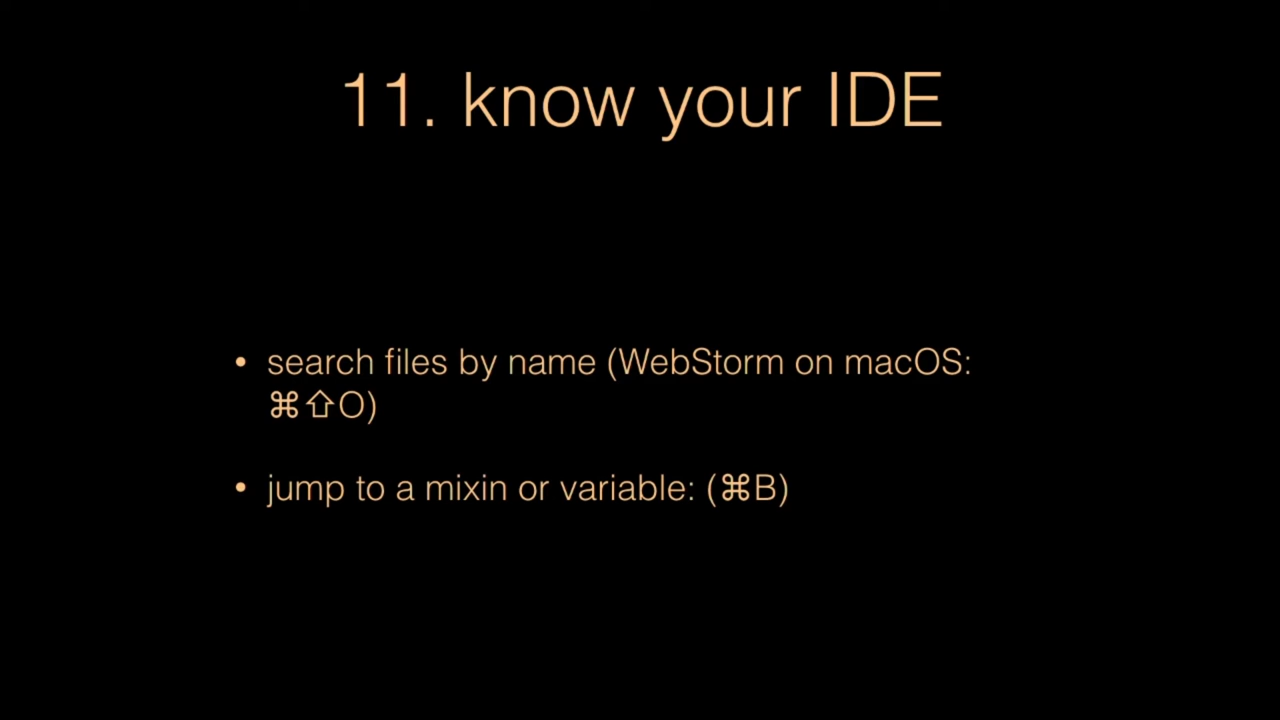 11. know your IDE
• search files by name (WebStorm on macOS:
⌘⇧O)
• jump to a mixin or variable: (⌘B)